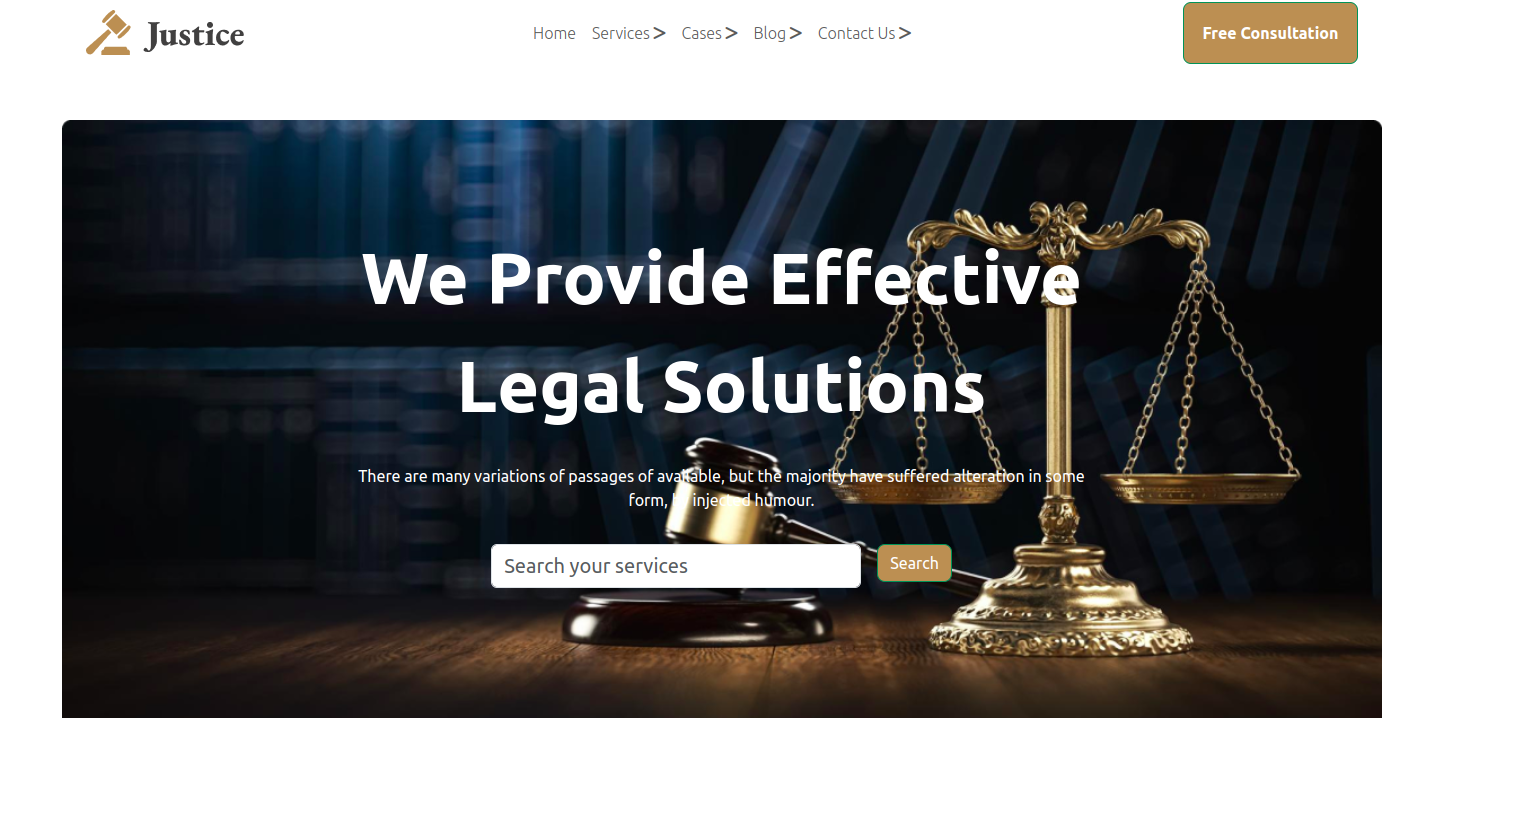 Justice
Home Services > Cases > Blog > Contact Us >
Free Consultation
We Provide Effective
Legal Solutions
There are many variations of passages of available, but the majority have suffered alteration in some
form, by injected humour.
Search your services
Search